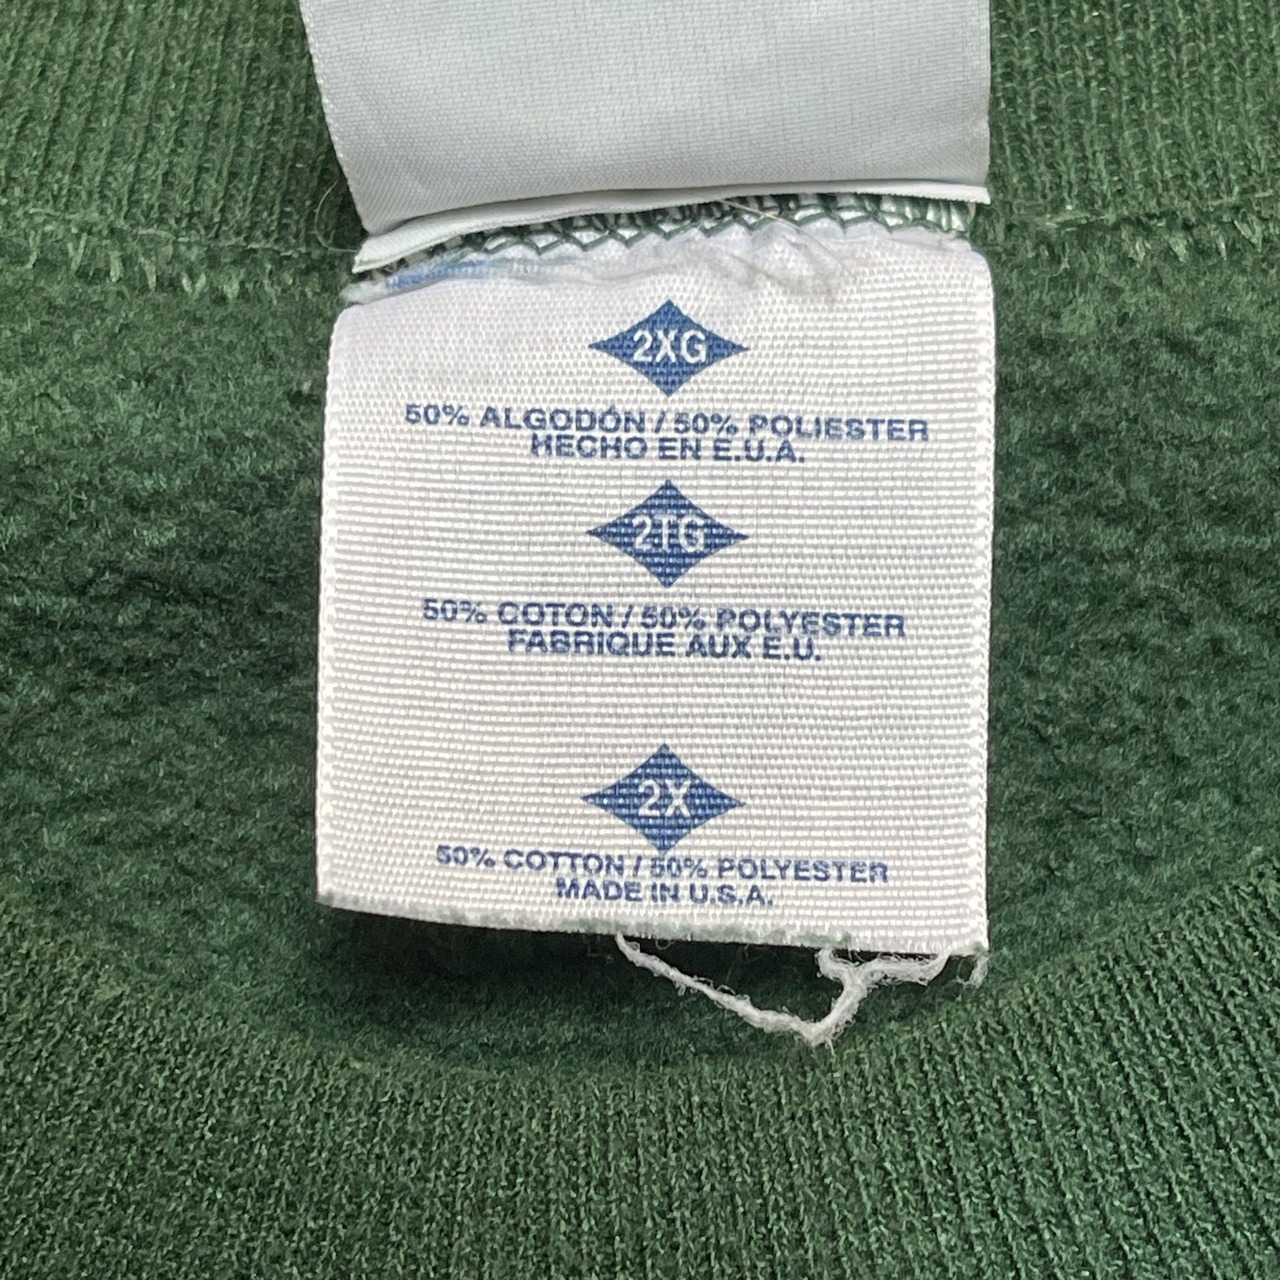 2XG
50% ALGODÓN / 50% POLIESTER
HECHO EN E.U.A.
2TG
50% COTON / 50% POLYESTER
FABRIQUE AUX E.U.
2X
50% COTTON / 50% POLYESTER
MADE IN U.S.A.